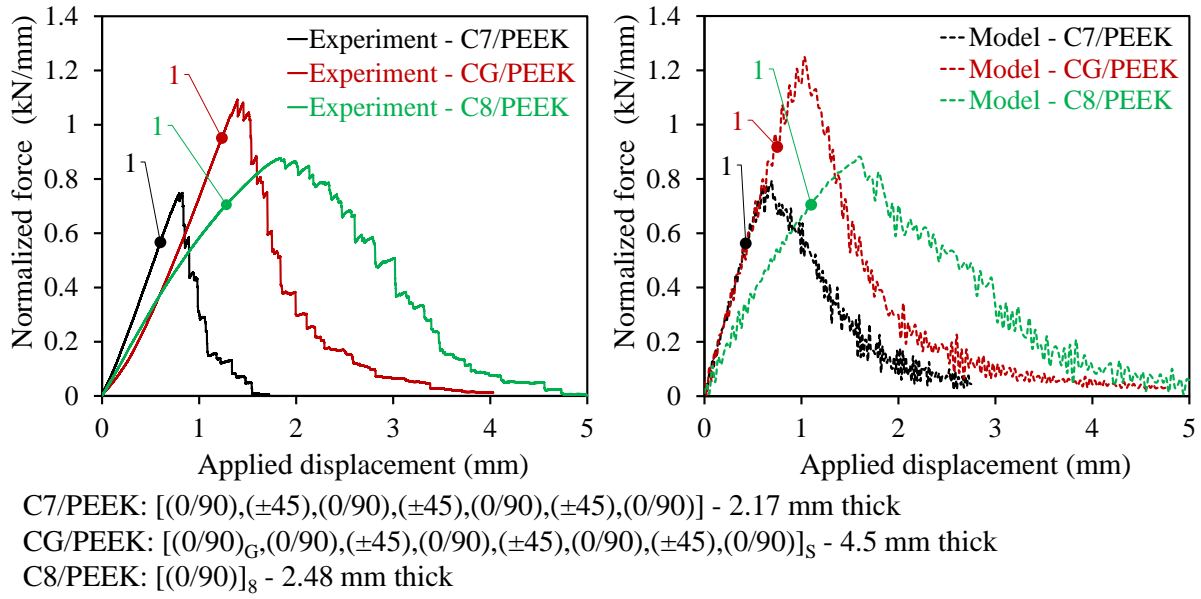 1.4
1.2
1
0.8
0.6
0.4
0.2
0
Normalized force (kN/mm)
Experiment - C7/PEEK
Experiment - CG/PEEK
Experiment - C8/PEEK
1
1
1
0 1 2 3 4 5
Applied displacement (mm)
1.4
1.2
1
0.8
0.6
0.4
0.2
0
Normalized force (kN/mm)
Model - C7/PEEK
Model - CG/PEEK
Model - C8/PEEK
1
1
1
0 1 2 3 4 5
Applied displacement (mm)
C7/PEEK: [(0/90),(±45),(0/90),(±45),(0/90),(±45),(0/90)] - 2.17 mm thick
CG/PEEK: [(0/90)G,(0/90),(±45),(0/90),(±45),(0/90),(±45),(0/90)]S - 4.5 mm thick
C8/PEEK: [(0/90)]8 - 2.48 mm thick